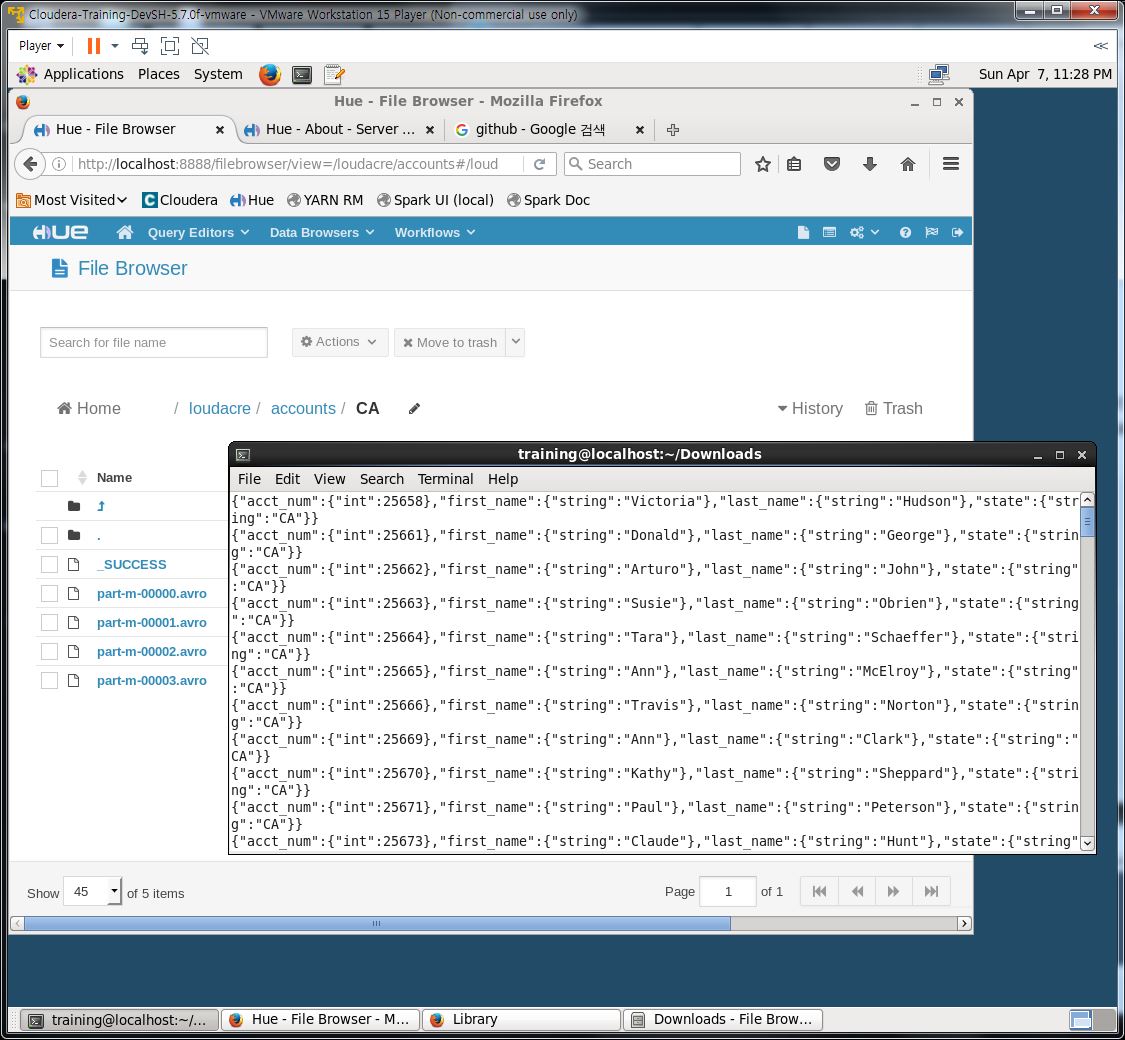 Cloudera-Training-DevSH-5.7.0f-vmware - VMware Workstation 15 Player (Non-commercial use only)
Player
Applications Places System Sun Apr 7, 11:28 PM
Hue - File Browser - Mozilla Firefox
Hue - File Browser Hue - About - Server ... github - Google 검색
http://localhost:8888/filebrowser/view=/loudacre/accounts#/loud Search
Most Visited Cloudera Hue YARN RM Spark UI (local) Spark Doc
HUE Query Editors Data Browsers Workflows
File Browser
Search for file name Actions Move to trash
Home / loudacre / accounts / CA History Trash
Name
.
_SUCCESS
part-m-00000.avro
part-m-00001.avro
part-m-00002.avro
part-m-00003.avro
training@localhost:~/Downloads
File Edit View Search Terminal Help
{"acct_num":{"int":25658},"first_name":{"string":"Victoria"},"last_name":{"string":"Hudson"},"state":{"str
ing":"CA"}}
{"acct_num":{"int":25661},"first_name":{"string":"Donald"},"last_name":{"string":"George"},"state":{"strin
g":"CA"}}
{"acct_num":{"int":25662},"first_name":{"string":"Arturo"},"last_name":{"string":"John"},"state":{"string"
:"CA"}}
{"acct_num":{"int":25663},"first_name":{"string":"Susie"},"last_name":{"string":"Obrien"},"state":{"string
":"CA"}}
{"acct_num":{"int":25664},"first_name":{"string":"Tara"},"last_name":{"string":"Schaeffer"},"state":{"stri
ng":"CA"}}
{"acct_num":{"int":25665},"first_name":{"string":"Ann"},"last_name":{"string":"McElroy"},"state":{"string"
:"CA"}}
{"acct_num":{"int":25666},"first_name":{"string":"Travis"},"last_name":{"string":"Norton"},"state":{"strin
g":"CA"}}
{"acct_num":{"int":25669},"first_name":{"string":"Ann"},"last_name":{"string":"Clark"},"state":{"string":"
CA"}}
{"acct_num":{"int":25670},"first_name":{"string":"Kathy"},"last_name":{"string":"Sheppard"},"state":{"stri
ng":"CA"}}
{"acct_num":{"int":25671},"first_name":{"string":"Paul"},"last_name":{"string":"Peterson"},"state":{"strin
g":"CA"}}
{"acct_num":{"int":25673},"first_name":{"string":"Claude"},"last_name":{"string":"Hunt"},"state":{"string"
Show 45 of 5 items Page 1 of 1
training@localhost:~/... Hue - File Browser - M... Library Downloads - File Brow...